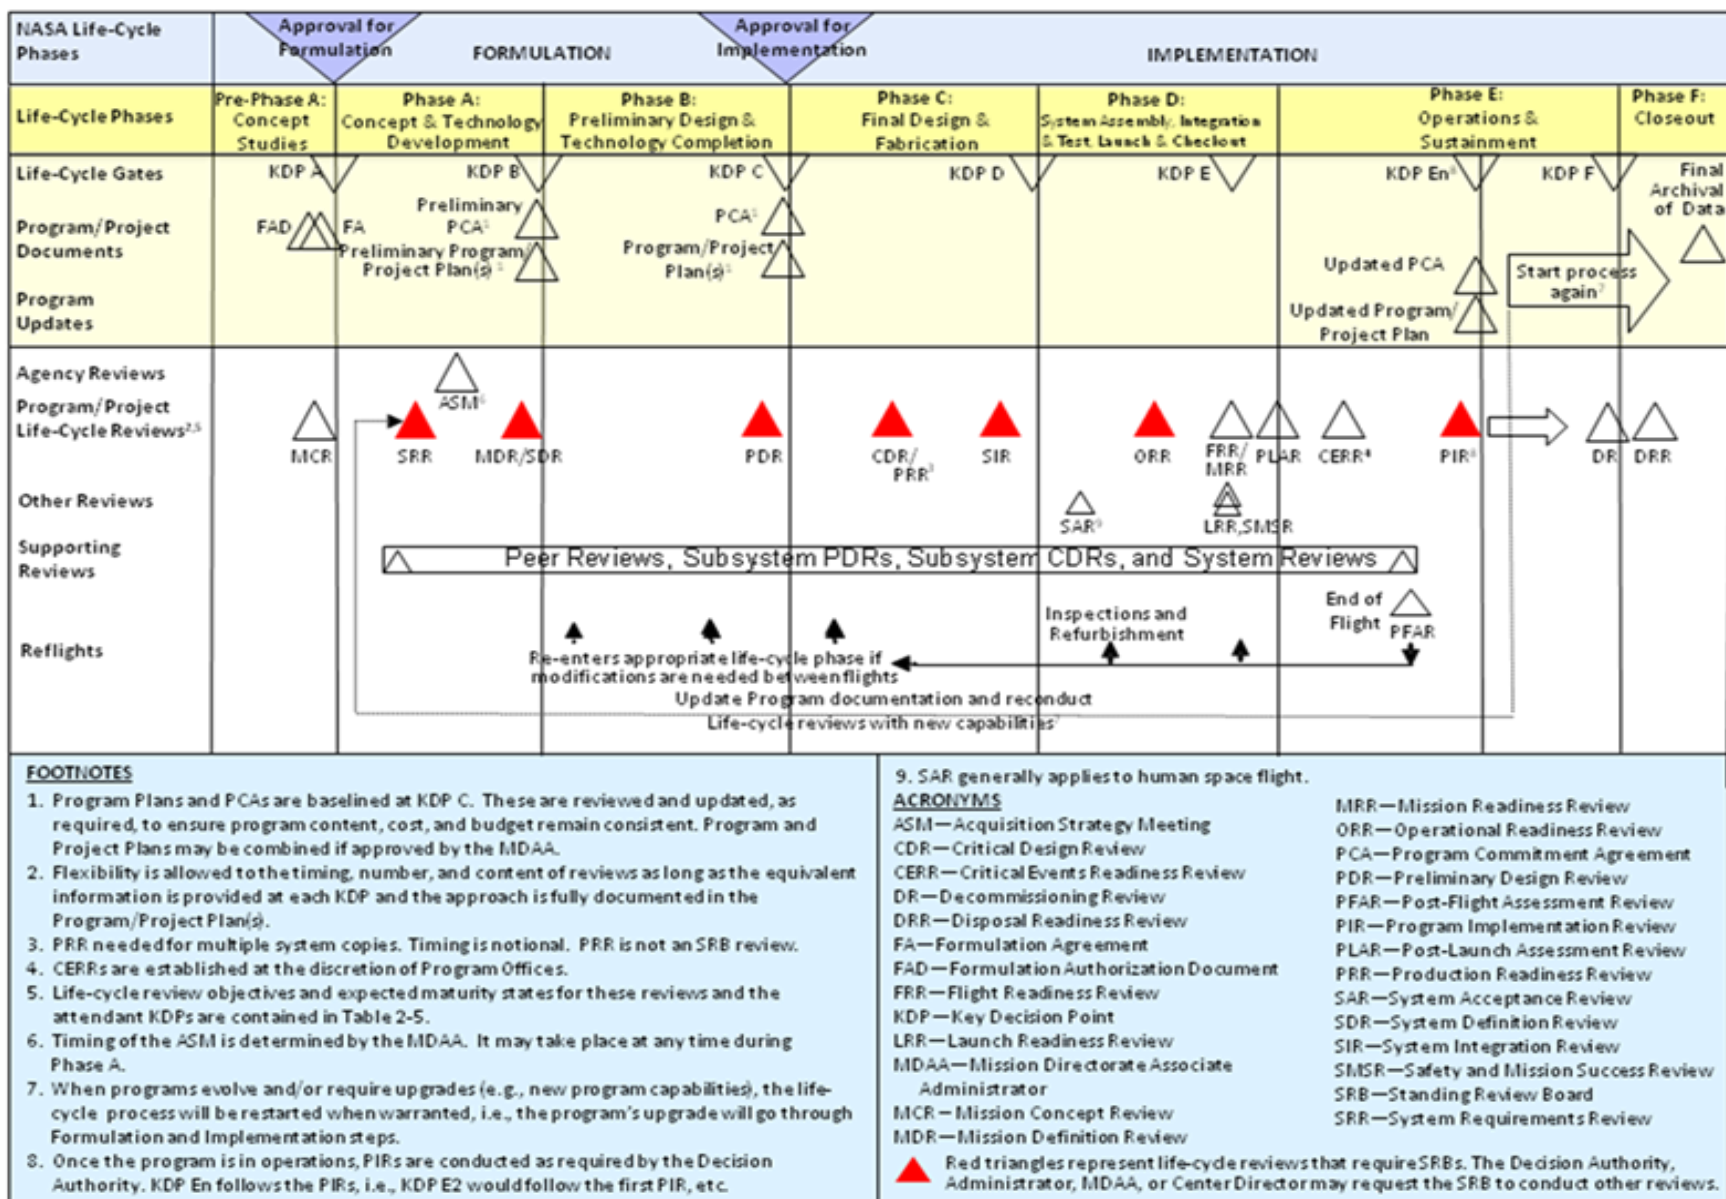 NASA Life-Cycle
Phases
Approval for
Formulation
FORMULATION
Approval for
Implementation
IMPLEMENTATION
Life-Cycle Phases
Pre-Phase A:
Concept
Studies
Phase A:
Concept & Technology
Development
Phase B:
Preliminary Design &
Technology Completion
Phase C:
Final Design &
Fabrication
Phase D:
System Assembly, Integration
& Test, Launch & Checkout
Phase E:
Operations &
Sustainment
Phase F:
Closeout
Life-Cycle Gates
KDP A
KDP B
KDP C
KDP D
KDP E
KDP En⁸
KDP F
Final
Archival
of Data
Program/Project
Documents
FAD
FA
Preliminary
PCA¹
Preliminary Program/
Project Plan(s) ¹
PCA¹
Program/Project
Plan(s)¹
Updated PCA
Start process
again⁷
Program
Updates
Updated Program/
Project Plan
Agency Reviews
ASM⁶
Program/Project
Life-Cycle Reviews²,⁵
MCR
SRR
MDR/SDR
PDR
CDR/
PRR³
SIR
ORR
FRR/
MRR
PLAR
CERR⁴
PIR⁸
DR
DRR
Other Reviews
SAR⁹
LRR,SMSR
Supporting
Reviews
Peer Reviews, Subsystem PDRs, Subsystem CDRs, and System Reviews
Reflights
Inspections and
Refurbishment
End of
Flight
PFAR
Re-enters appropriate life-cycle phase if
modifications are needed between flights
Update Program documentation and reconduct
Life-cycle reviews with new capabilities⁷
FOOTNOTES
1. Program Plans and PCAs are baselined at KDP C. These are reviewed and updated, as
required, to ensure program content, cost, and budget remain consistent. Program and
Project Plans may be combined if approved by the MDAA.
2. Flexibility is allowed to the timing, number, and content of reviews as long as the equivalent
information is provided at each KDP and the approach is fully documented in the
Program/Project Plan(s).
3. PRR needed for multiple system copies. Timing is notional. PRR is not an SRB review.
4. CERRs are established at the discretion of Program Offices.
5. Life-cycle review objectives and expected maturity states for these reviews and the
attendant KDPs are contained in Table 2-5.
6. Timing of the ASM is determined by the MDAA. It may take place at any time during
Phase A.
7. When programs evolve and/or require upgrades (e.g., new program capabilities), the life-
cycle process will be restarted when warranted, i.e., the program's upgrade will go through
Formulation and Implementation steps.
8. Once the program is in operations, PIRs are conducted as required by the Decision
Authority. KDP En follows the PIRs, i.e., KDP E2 would follow the first PIR, etc.
9. SAR generally applies to human space flight.
ACRONYMS
ASM—Acquisition Strategy Meeting
CDR—Critical Design Review
CERR—Critical Events Readiness Review
DR—Decommissioning Review
DRR—Disposal Readiness Review
FA—Formulation Agreement
FAD—Formulation Authorization Document
FRR—Flight Readiness Review
KDP—Key Decision Point
LRR—Launch Readiness Review
MDAA—Mission Directorate Associate
Administrator
MCR—Mission Concept Review
MDR—Mission Definition Review
MRR—Mission Readiness Review
ORR—Operational Readiness Review
PCA—Program Commitment Agreement
PDR—Preliminary Design Review
PFAR—Post-Flight Assessment Review
PIR—Program Implementation Review
PLAR—Post-Launch Assessment Review
PRR—Production Readiness Review
SAR—System Acceptance Review
SDR—System Definition Review
SIR—System Integration Review
SMSR—Safety and Mission Success Review
SRB—Standing Review Board
SRR—System Requirements Review
Red triangles represent life-cycle reviews that require SRBs. The Decision Authority,
Administrator, MDAA, or Center Director may request the SRB to conduct other reviews.